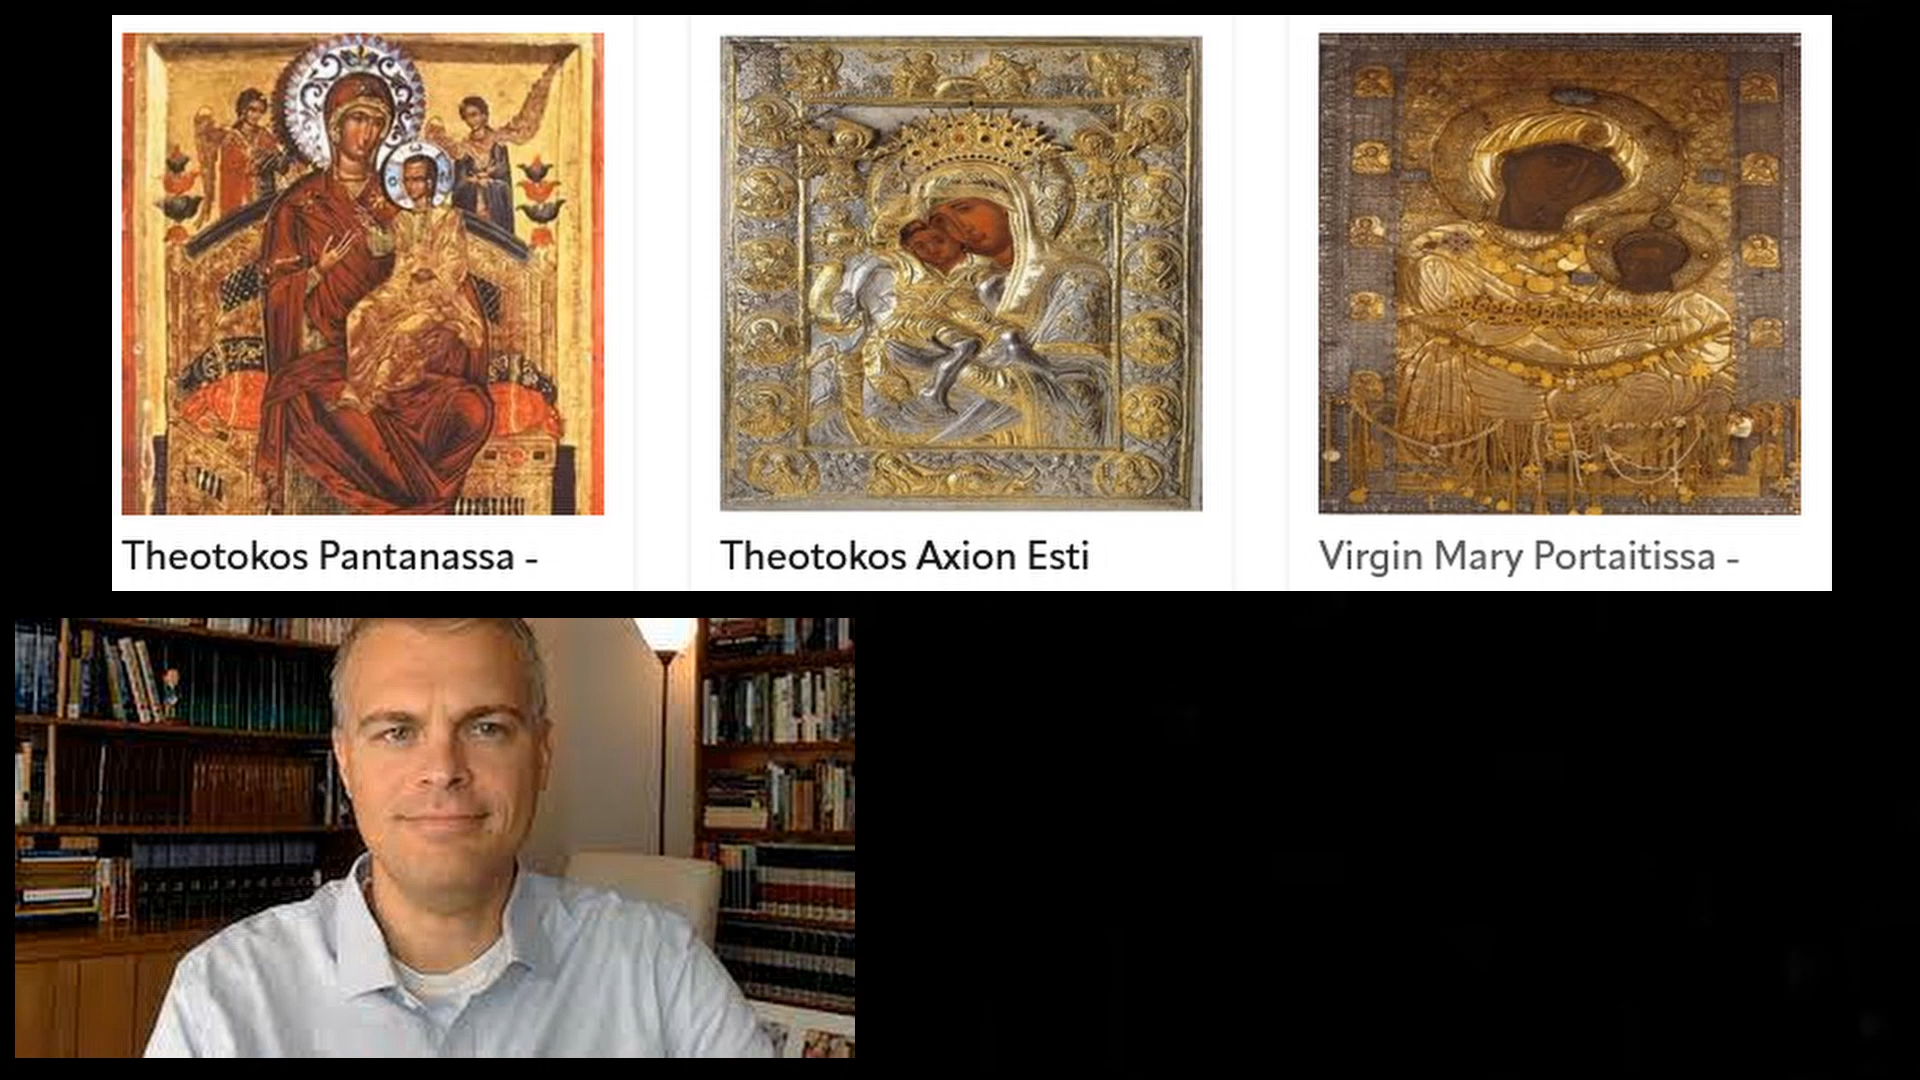 Theotokos Pantanassa -
Theotokos Axion Esti
Virgin Mary Portaitissa -